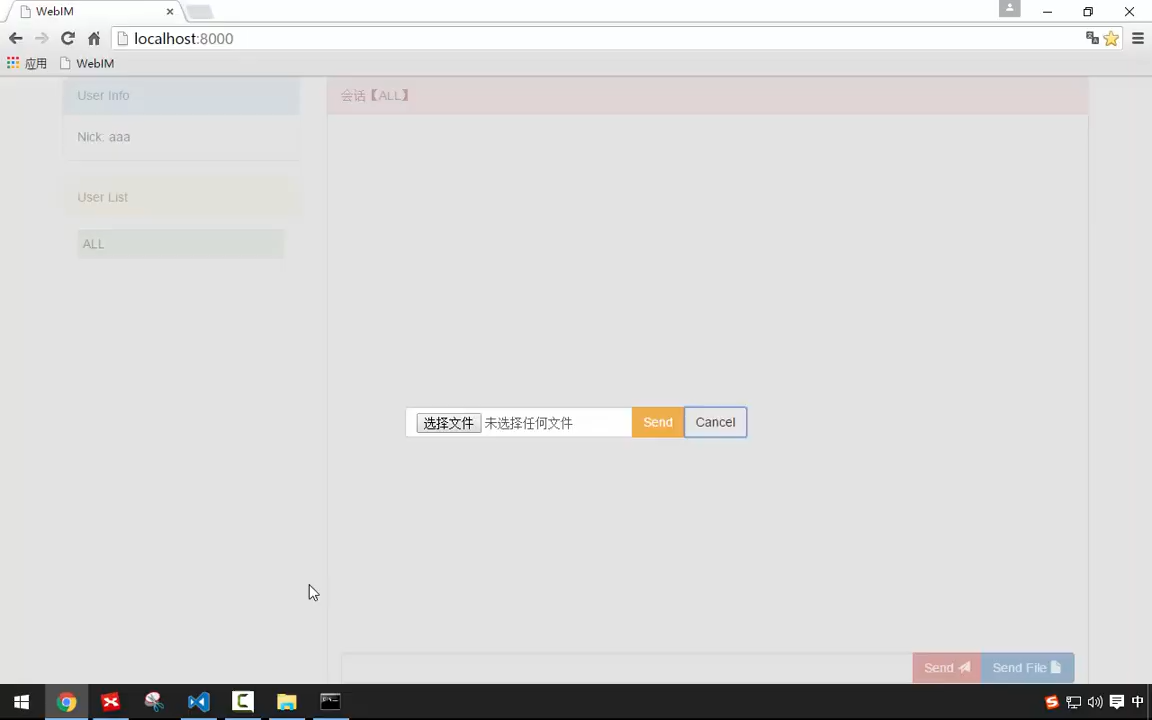 WebIM
localhost:8000
应用 WebIM
User Info
会话【ALL】
Nick: aaa
User List
ALL
选择文件 未选择任何文件 Send Cancel
Send Send File
中